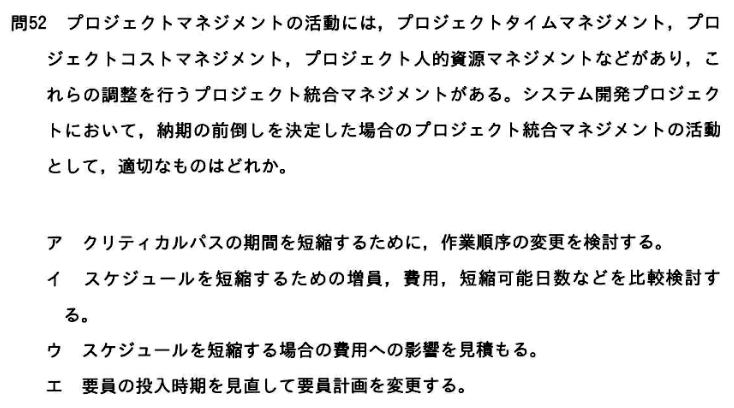 問52 プロジェクトマネジメントの活動には，プロジェクトタイムマネジメント，プロ
ジェクトコストマネジメント，プロジェクト人的資源マネジメントなどがあり，こ
れらの調整を行うプロジェクト統合マネジメントがある。システム開発プロジェク
トにおいて，納期の前倒しを決定した場合のプロジェクト統合マネジメントの活動
として，適切なものはどれか。
ア クリティカルパスの期間を短縮するために，作業順序の変更を検討する。
イ スケジュールを短縮するための増員，費用，短縮可能日数などを比較検討す
る。
ウ スケジュールを短縮する場合の費用への影響を見積もる。
エ 要員の投入時期を見直して要員計画を変更する。